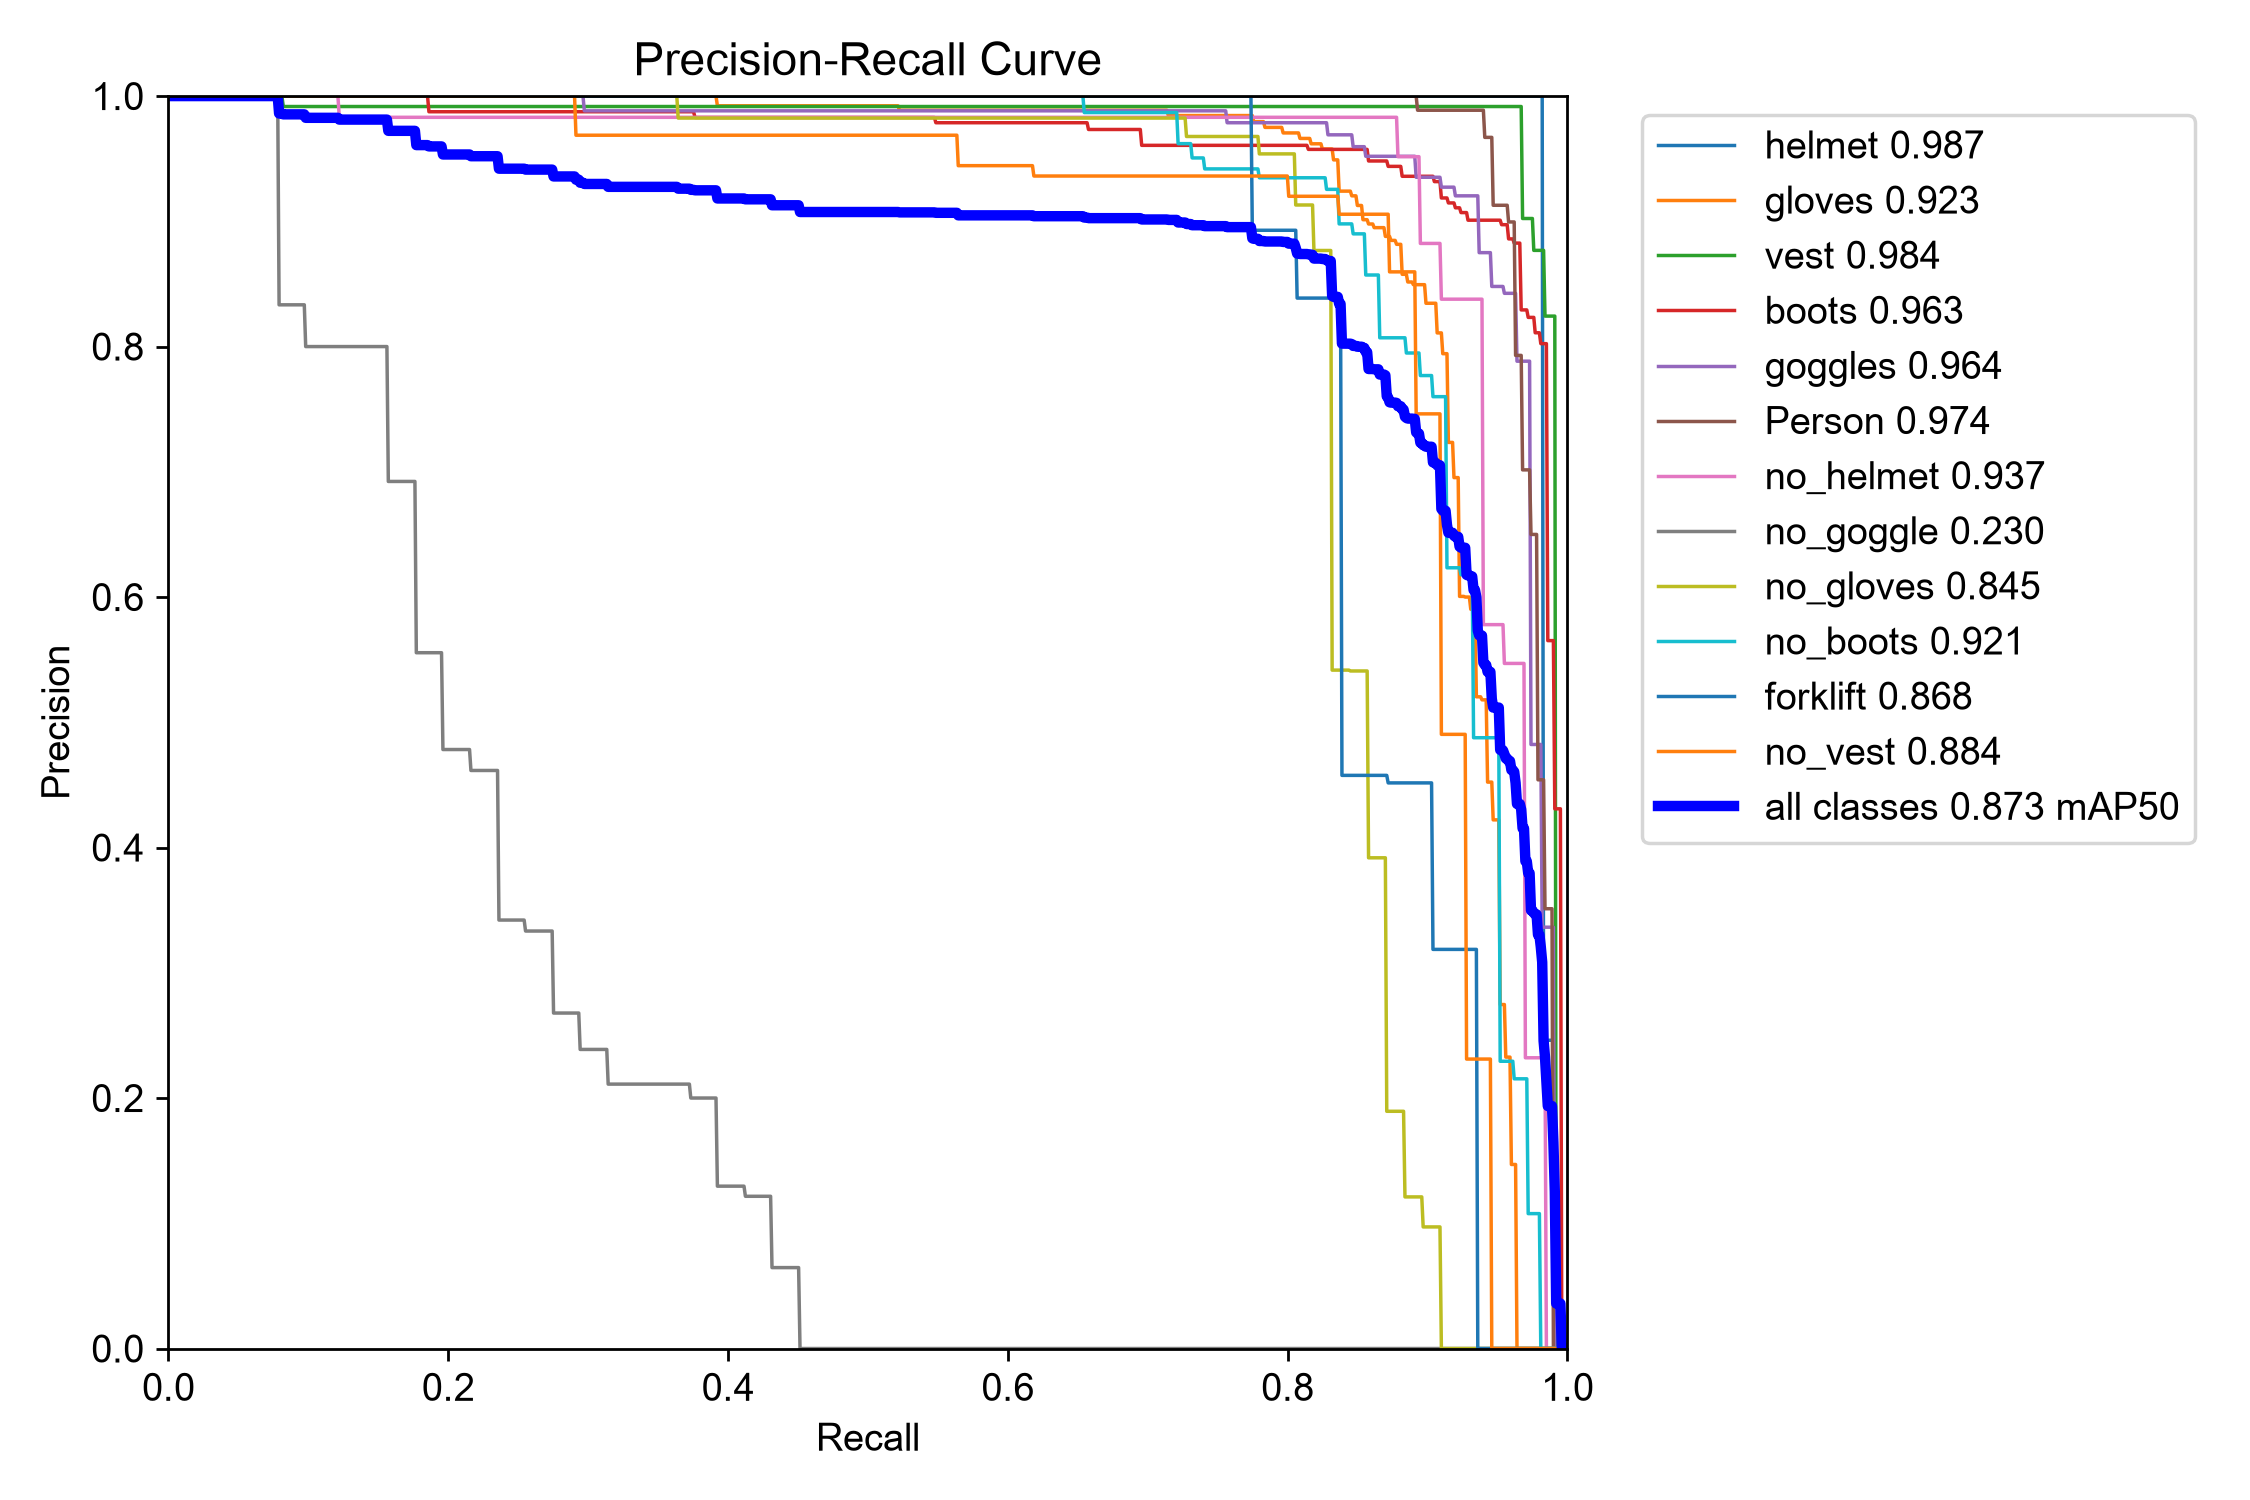 Precision-Recall Curve
1.0
0.8
0.6
0.4
0.2
0.0
Precision
0.0 0.2 0.4 0.6 0.8 1.0
Recall
helmet 0.987
gloves 0.923
vest 0.984
boots 0.963
goggles 0.964
Person 0.974
no_helmet 0.937
no_goggle 0.230
no_gloves 0.845
no_boots 0.921
forklift 0.868
no_vest 0.884
all classes 0.873 mAP50